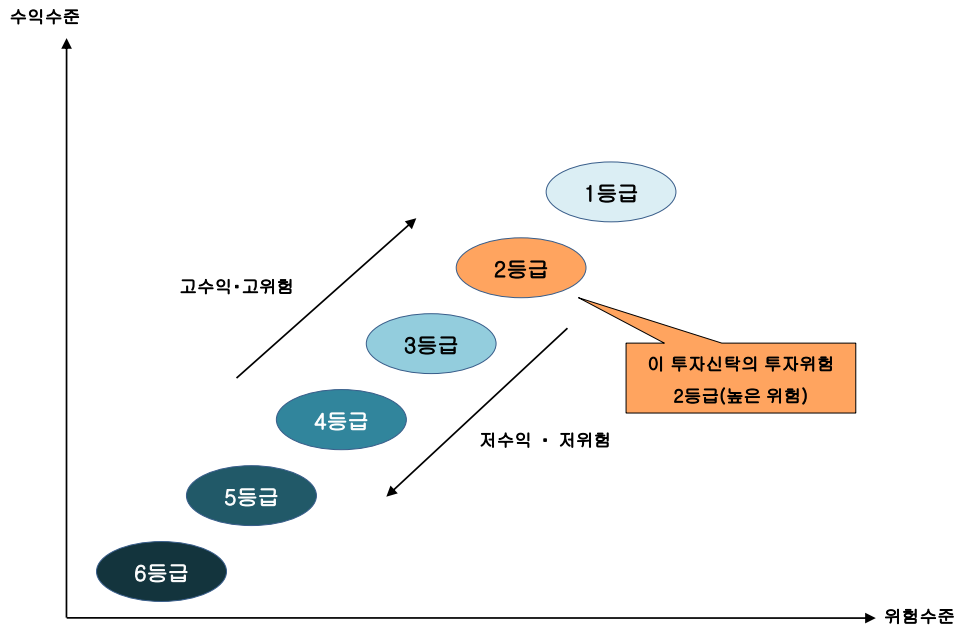 수익수준
1등급
2등급
고수익·고위험
3등급
이 투자신탁의 투자위험
2등급(높은 위험)
4등급
저수익 · 저위험
5등급
6등급
위험수준